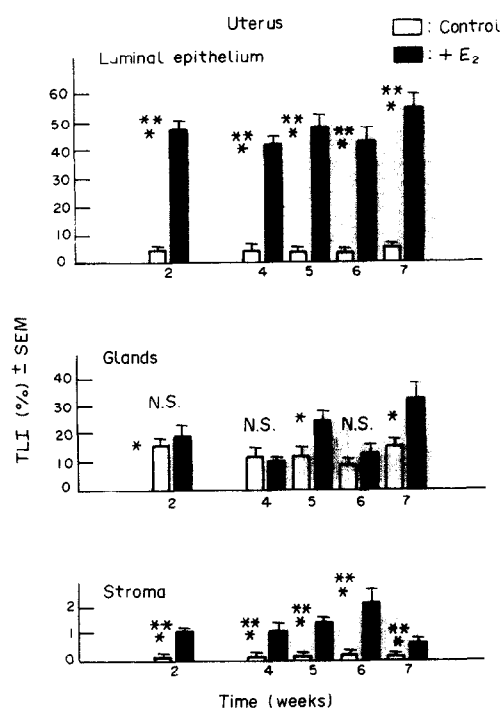 Uterus
: Control
: + E2
Luminal epithelium
60
50
40
30
20
10
0
***
***
***
***
***
2 4 5 6 7
TLI (%) ± SEM
Glands
40
30
20
10
0
*
N.S.
N.S.
*
N.S.
*
2 4 5 6 7
Stroma
2
1
0
***
***
***
***
***
2 4 5 6 7
Time (weeks)